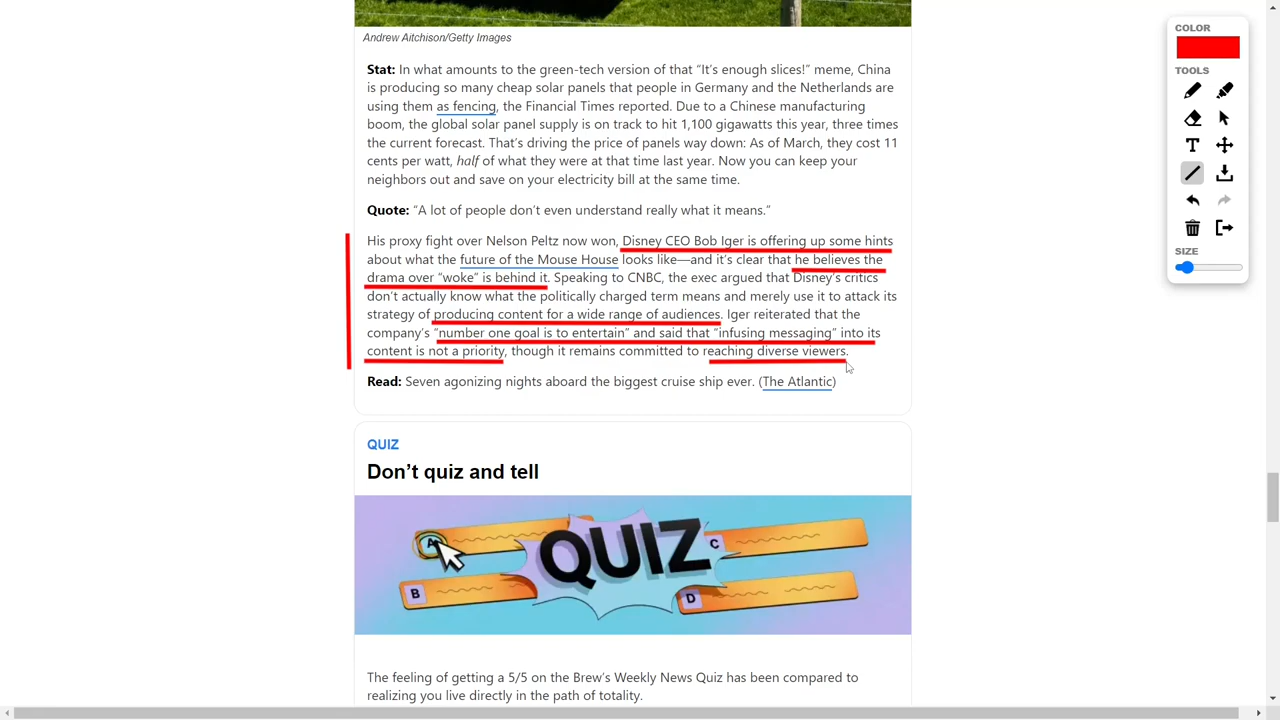 Andrew Aitchison/Getty Images
Stat: In what amounts to the green-tech version of that “It’s enough slices!” meme, China
is producing so many cheap solar panels that people in Germany and the Netherlands are
using them as fencing, the Financial Times reported. Due to a Chinese manufacturing
boom, the global solar panel supply is on track to hit 1,100 gigawatts this year, three times
the current forecast. That’s driving the price of panels way down: As of March, they cost 11
cents per watt, half of what they were at that time last year. Now you can keep your
neighbors out and save on your electricity bill at the same time.
Quote: “A lot of people don’t even understand really what it means.”
His proxy fight over Nelson Peltz now won, Disney CEO Bob Iger is offering up some hints
about what the future of the Mouse House looks like—and it’s clear that he believes the
drama over “woke” is behind it. Speaking to CNBC, the exec argued that Disney’s critics
don’t actually know what the politically charged term means and merely use it to attack its
strategy of producing content for a wide range of audiences. Iger reiterated that the
company’s “number one goal is to entertain” and said that “infusing messaging” into its
content is not a priority, though it remains committed to reaching diverse viewers.
Read: Seven agonizing nights aboard the biggest cruise ship ever. (The Atlantic)
QUIZ
Don’t quiz and tell
A
QUIZ
C
B
D
The feeling of getting a 5/5 on the Brew’s Weekly News Quiz has been compared to
realizing you live directly in the path of totality.
COLOR
TOOLS
T
SIZE